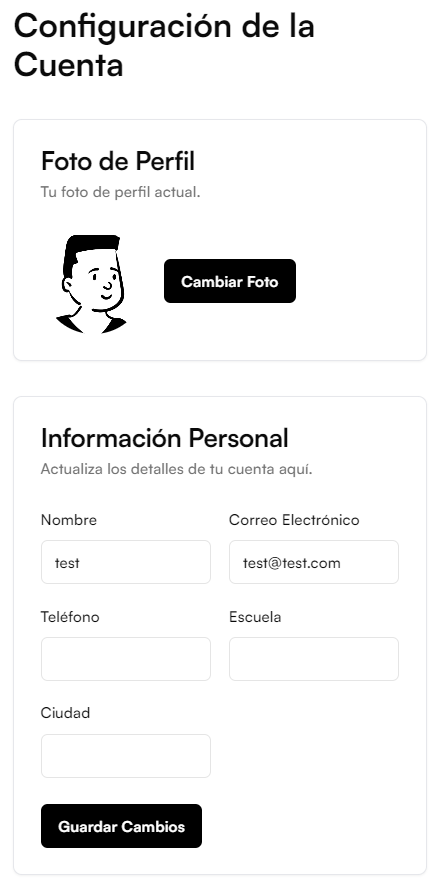 Configuración de la
Cuenta
Foto de Perfil
Tu foto de perfil actual.
Cambiar Foto
Información Personal
Actualiza los detalles de tu cuenta aquí.
Nombre
Correo Electrónico
test
test@test.com
Teléfono
Escuela
Ciudad
Guardar Cambios